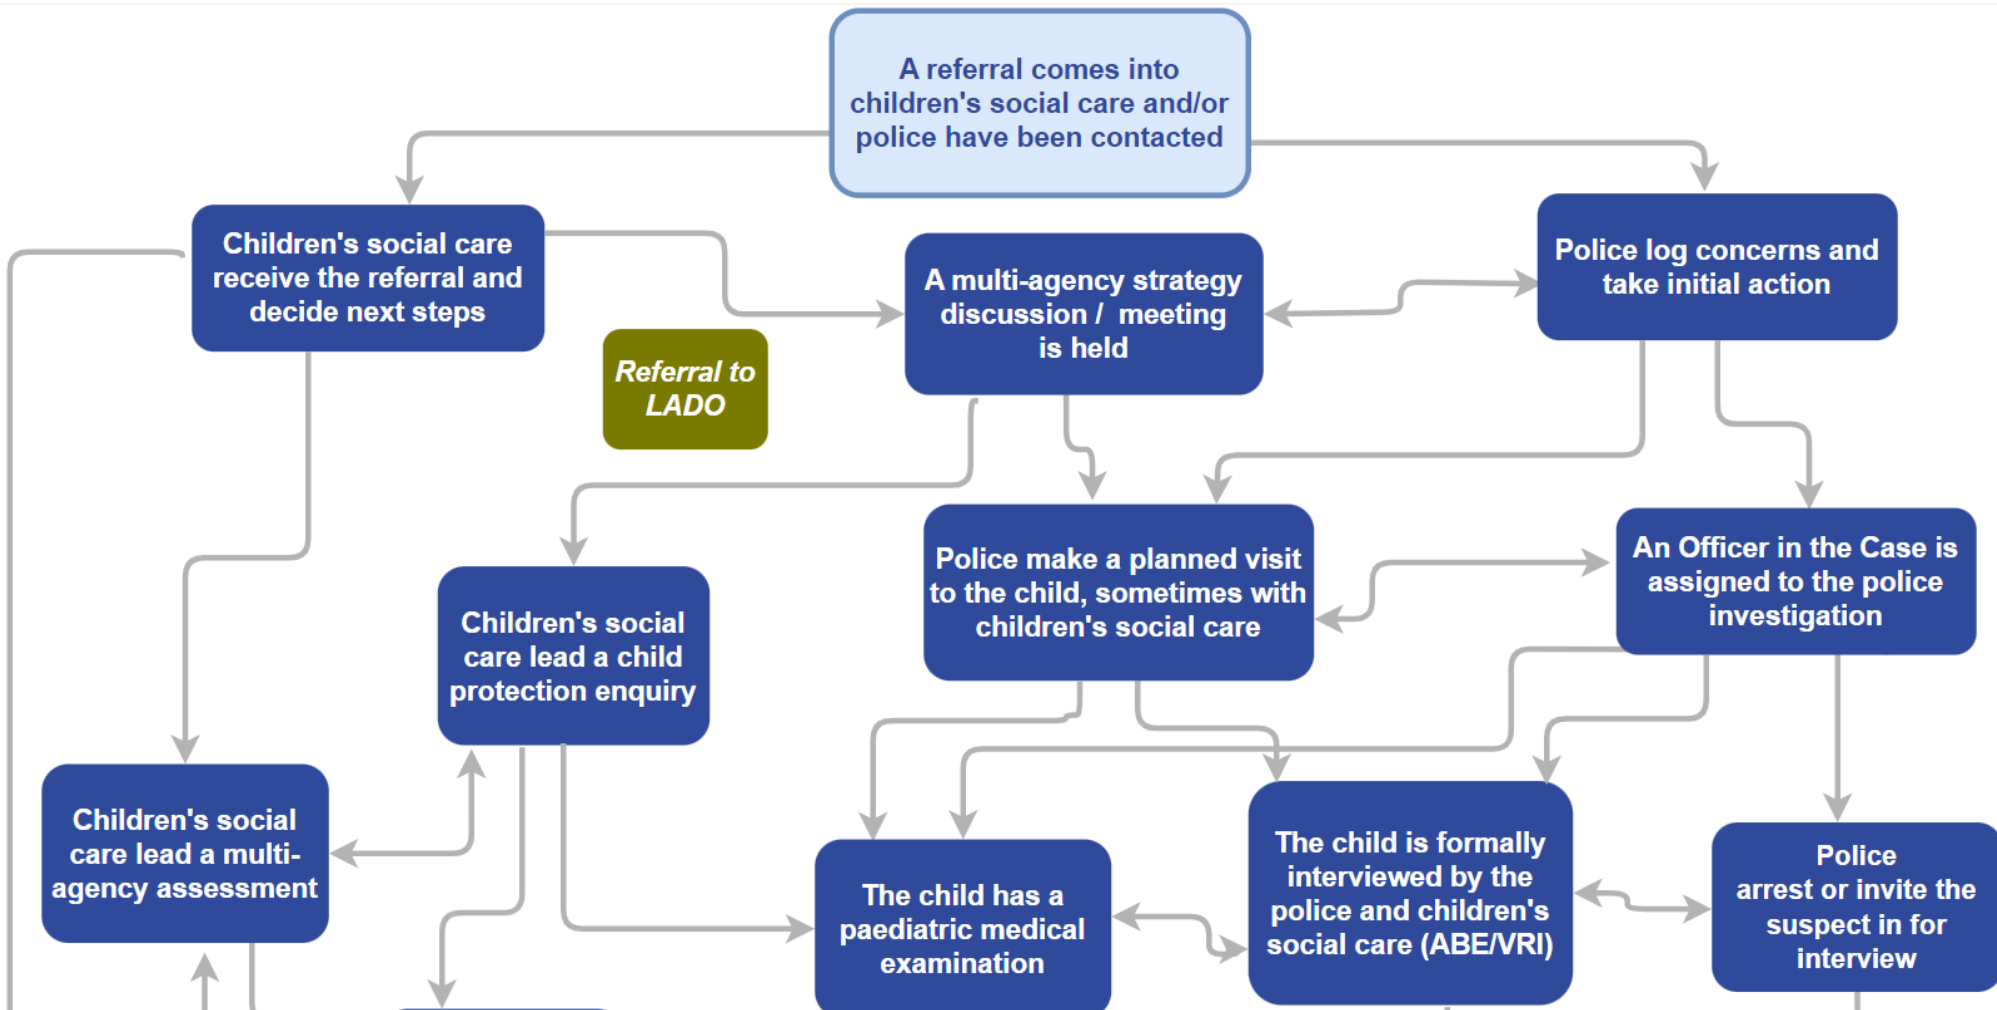 A referral comes into
children's social care and/or
police have been contacted
Children's social care
receive the referral and
decide next steps
A multi-agency strategy
discussion / meeting
is held
Police log concerns and
take initial action
Referral to
LADO
Police make a planned visit
to the child, sometimes with
children's social care
An Officer in the Case is
assigned to the police
investigation
Children's social
care lead a child
protection enquiry
Children's social
care lead a multi-
agency assessment
The child has a
paediatric medical
examination
The child is formally
interviewed by the
police and children's
social care (ABE/VRI)
Police
arrest or invite the
suspect in for
interview